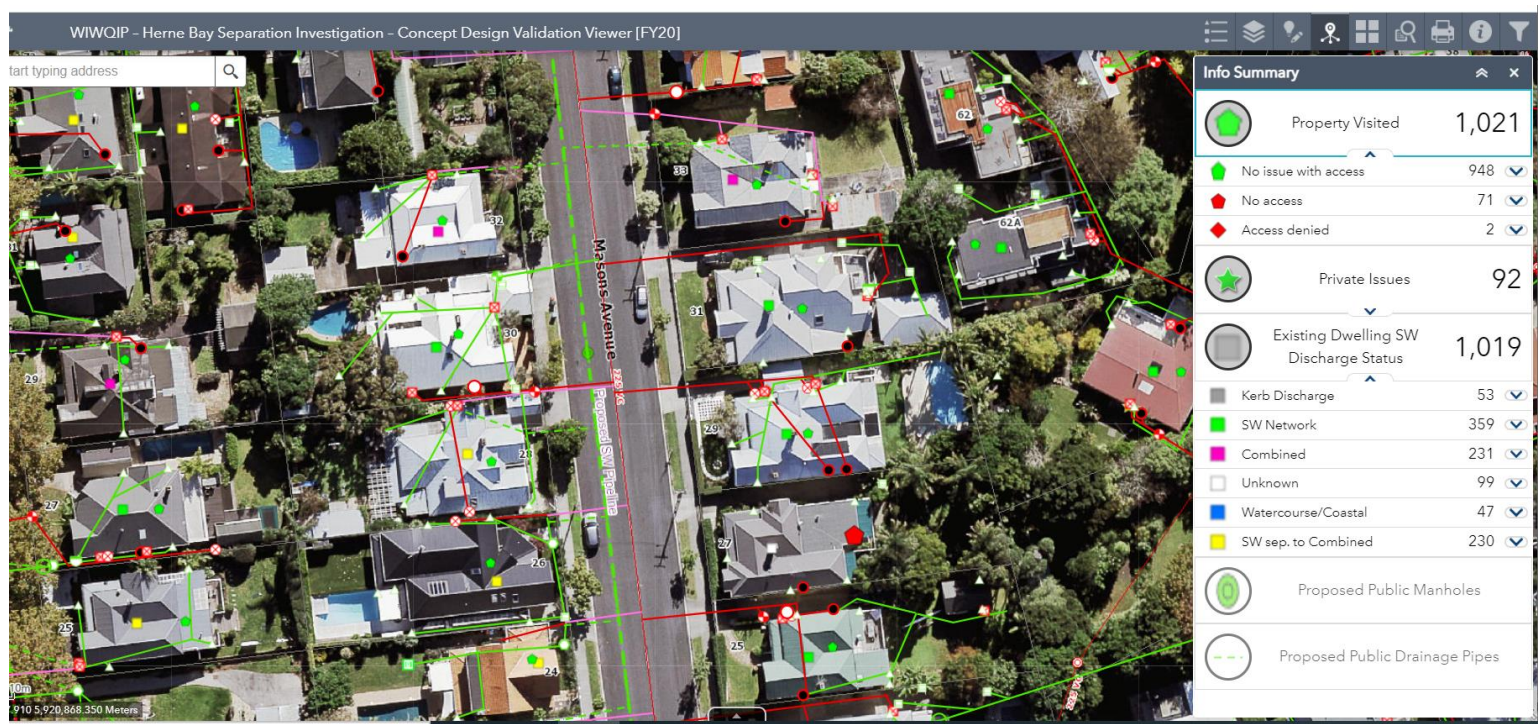 WIWQIP - Herne Bay Separation Investigation - Concept Design Validation Viewer [FY20]
tart typing address
Info Summary
Property Visited 1,021
No issue with access 948
No access 71
Access denied 2
Private Issues 92
Existing Dwelling SW
Discharge Status 1,019
Kerb Discharge 53
SW Network 359
Combined 231
Unknown 99
Watercourse/Coastal 47
SW sep. to Combined 230
Proposed Public Manholes
Proposed Public Drainage Pipes
62
33
32
62A
Masons Avenue
31
30
29
Proposed SW Pipeline
29
28
27
27
26
25
25
24
10m
910 5,920,868.350 Meters